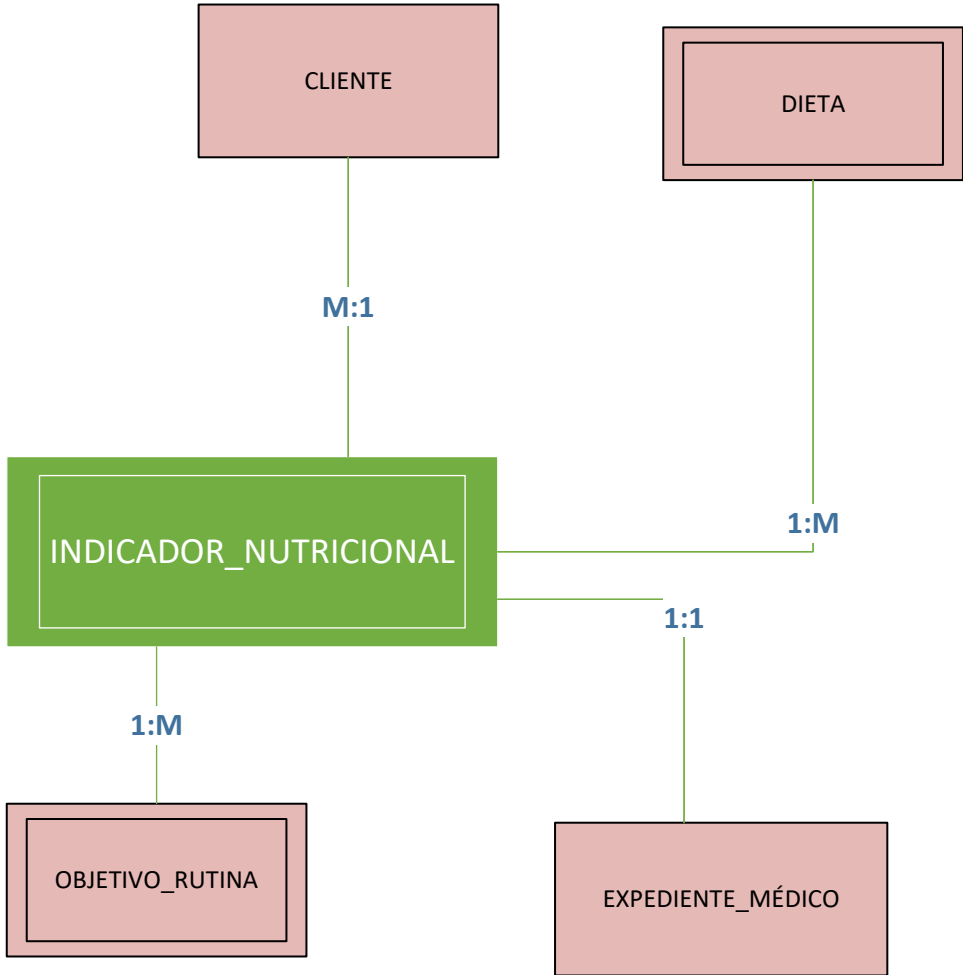 CLIENTE
DIETA
M:1
1:M
INDICADOR_NUTRICIONAL
1:1
1:M
OBJETIVO_RUTINA
EXPEDIENTE_MÉDICO